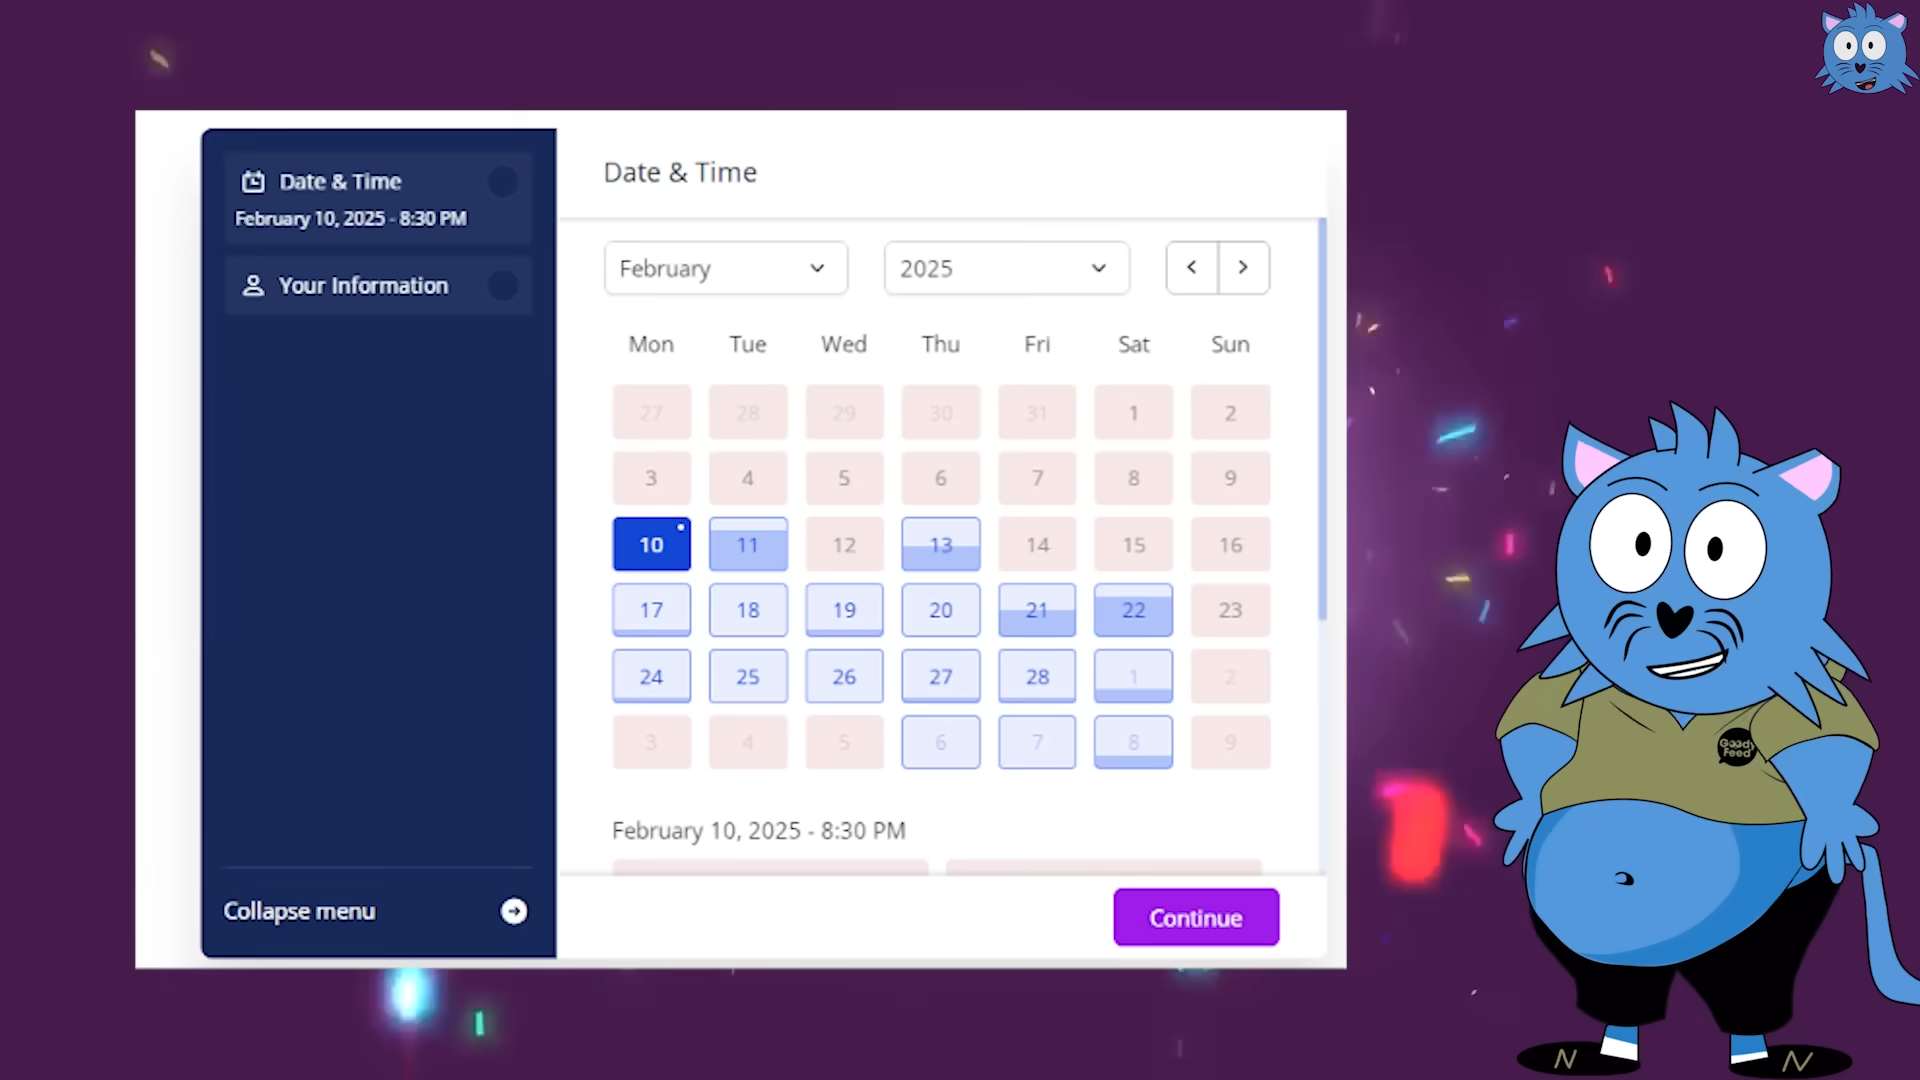 Date & Time
February 10, 2025 - 8:30 PM
Your Information
Collapse menu
Date & Time
February
2025
Mon Tue Wed Thu Fri Sat Sun
27 28 29 30 31 1 2
3 4 5 6 7 8 9
10 11 12 13 14 15 16
17 18 19 20 21 22 23
24 25 26 27 28 1 2
3 4 5 6 7 8 9
February 10, 2025 - 8:30 PM
Continue
Goody
Feed
N N